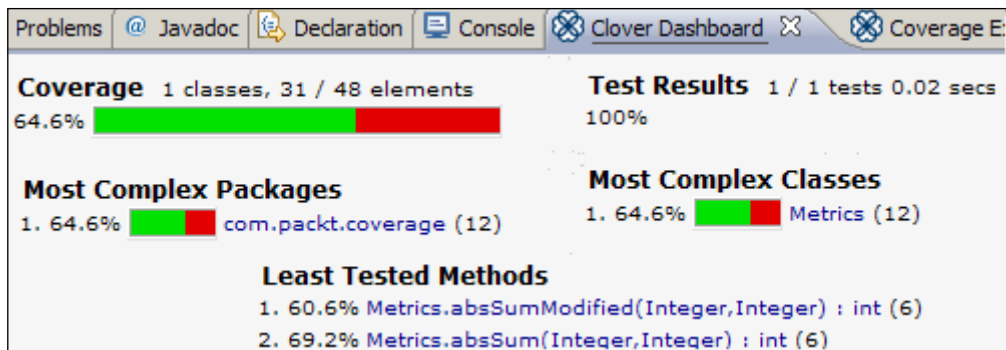 Problems @ Javadoc Declaration Console Clover Dashboard Coverage E
Coverage 1 classes, 31 / 48 elements
64.6%
Test Results 1 / 1 tests 0.02 secs
100%
Most Complex Packages
1. 64.6% com.packt.coverage (12)
Most Complex Classes
1. 64.6% Metrics (12)
Least Tested Methods
1. 60.6% Metrics.absSumModified(Integer,Integer) : int (6)
2. 69.2% Metrics.absSum(Integer,Integer) : int (6)